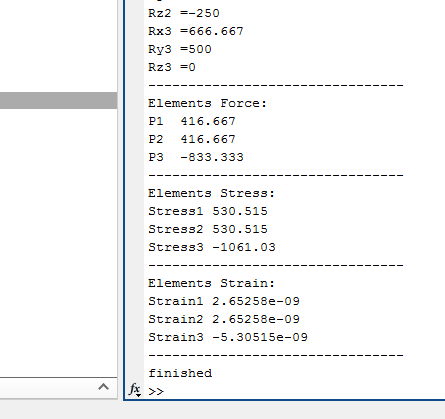 Rz2 =-250
Rx3 =666.667
Ry3 =500
Rz3 =0
--------------------------------
Elements Force:
P1  416.667
P2  416.667
P3  -833.333
--------------------------------
Elements Stress:
Stress1 530.515
Stress2 530.515
Stress3 -1061.03
--------------------------------
Elements Strain:
Strain1 2.65258e-09
Strain2 2.65258e-09
Strain3 -5.30515e-09
--------------------------------
finished
fx >>